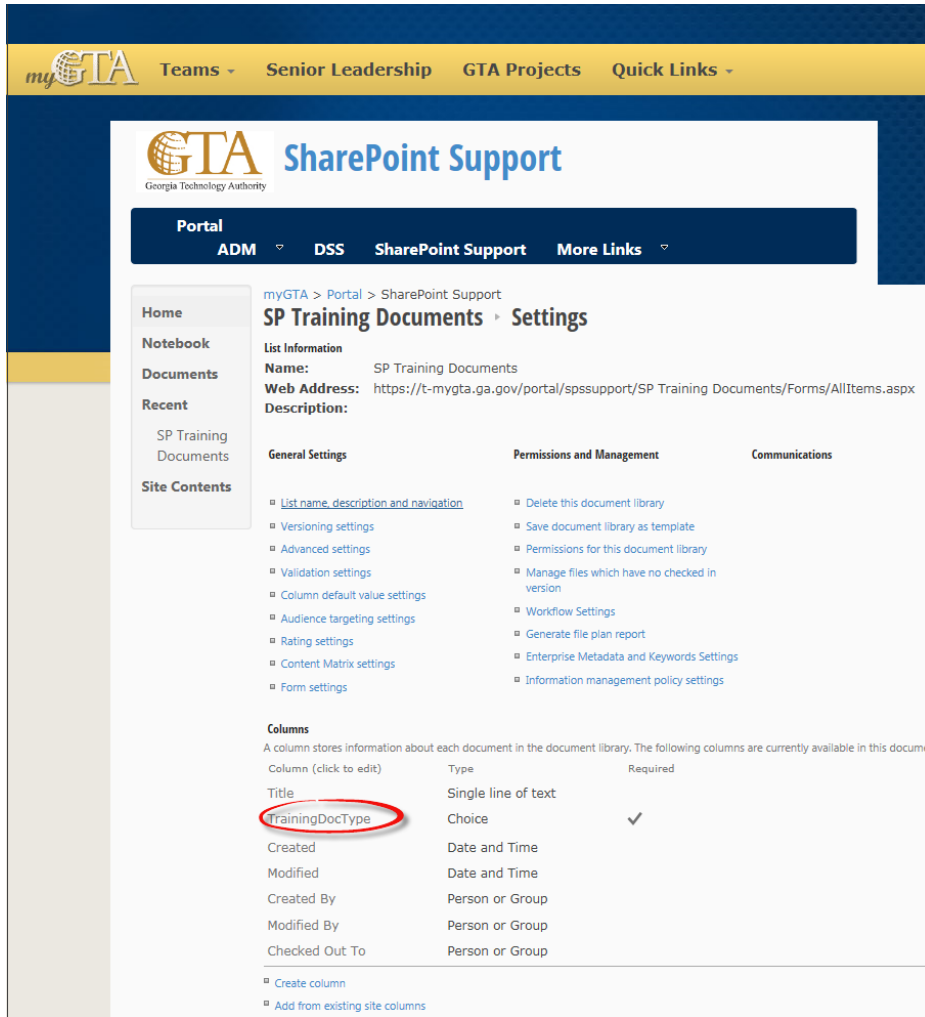 myGTA Teams Senior Leadership GTA Projects Quick Links
GTA
Georgia Technology Authority
SharePoint Support
Portal
ADM DSS SharePoint Support More Links
Home
Notebook
Documents
Recent
SP Training
Documents
Site Contents
myGTA > Portal > SharePoint Support
SP Training Documents Settings
List Information
Name: SP Training Documents
Web Address: https://t-mygta.ga.gov/portal/spssupport/SP Training Documents/Forms/AllItems.aspx
Description:
General Settings
List name, description and navigation
Versioning settings
Advanced settings
Validation settings
Column default value settings
Audience targeting settings
Rating settings
Content Matrix settings
Form settings
Permissions and Management
Delete this document library
Save document library as template
Permissions for this document library
Manage files which have no checked in
version
Workflow Settings
Generate file plan report
Enterprise Metadata and Keywords Settings
Information management policy settings
Communications
Columns
A column stores information about each document in the document library. The following columns are currently available in this docum
Column (click to edit) Type Required
Title Single line of text
TrainingDocType Choice ✓
Created Date and Time
Modified Date and Time
Created By Person or Group
Modified By Person or Group
Checked Out To Person or Group
Create column
Add from existing site columns